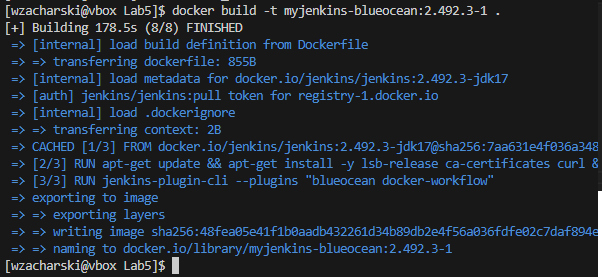 [wzacharski@vbox Lab5]$ docker build -t myjenkins-blueocean:2.492.3-1 .
[+] Building 178.5s (8/8) FINISHED
=> [internal] load build definition from Dockerfile
=> => transferring dockerfile: 855B
=> [internal] load metadata for docker.io/jenkins/jenkins:2.492.3-jdk17
=> [auth] jenkins/jenkins:pull token for registry-1.docker.io
=> [internal] load .dockerignore
=> => transferring context: 2B
=> CACHED [1/3] FROM docker.io/jenkins/jenkins:2.492.3-jdk17@sha256:7aa631e4f036a348
=> [2/3] RUN apt-get update && apt-get install -y lsb-release ca-certificates curl &
=> [3/3] RUN jenkins-plugin-cli --plugins "blueocean docker-workflow"
=> exporting to image
=> => exporting layers
=> => writing image sha256:48fea05e41f1b0aadb432261d34b89db2e4f56a036fdfe02c7daf894e
=> => naming to docker.io/library/myjenkins-blueocean:2.492.3-1
[wzacharski@vbox Lab5]$